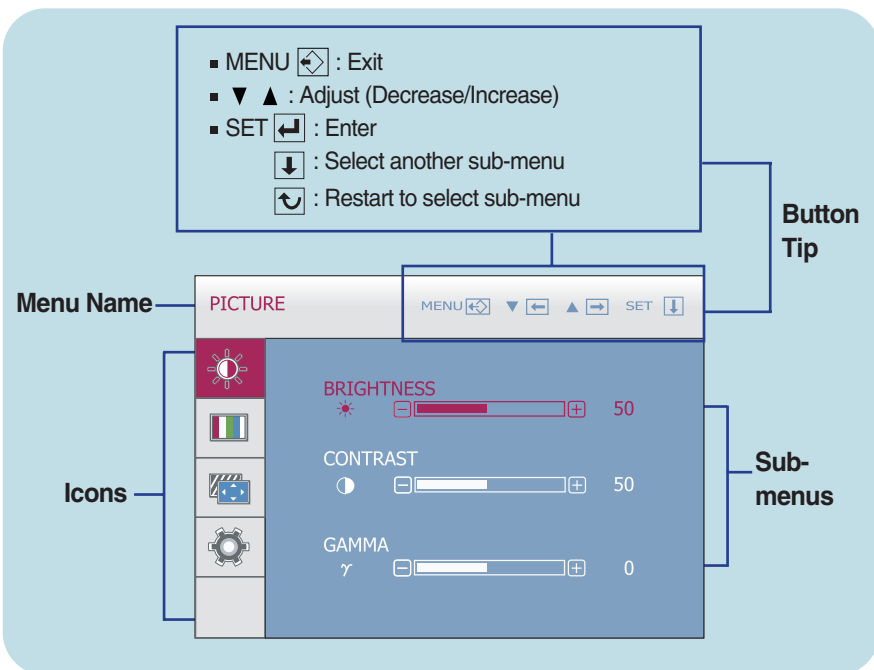 MENU : Exit
▼ ▲ : Adjust (Decrease/Increase)
SET : Enter
: Select another sub-menu
: Restart to select sub-menu
Button
Tip
Menu Name
PICTURE
MENU ▼ ▲ SET
BRIGHTNESS
50
CONTRAST
50
GAMMA
γ 0
Icons
Sub-
menus